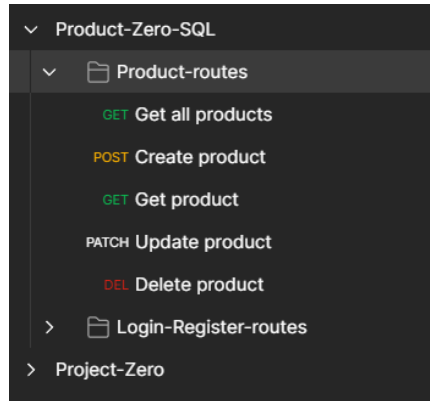 Product-Zero-SQL
Product-routes
GET Get all products
POST Create product
GET Get product
PATCH Update product
DEL Delete product
Login-Register-routes
Project-Zero